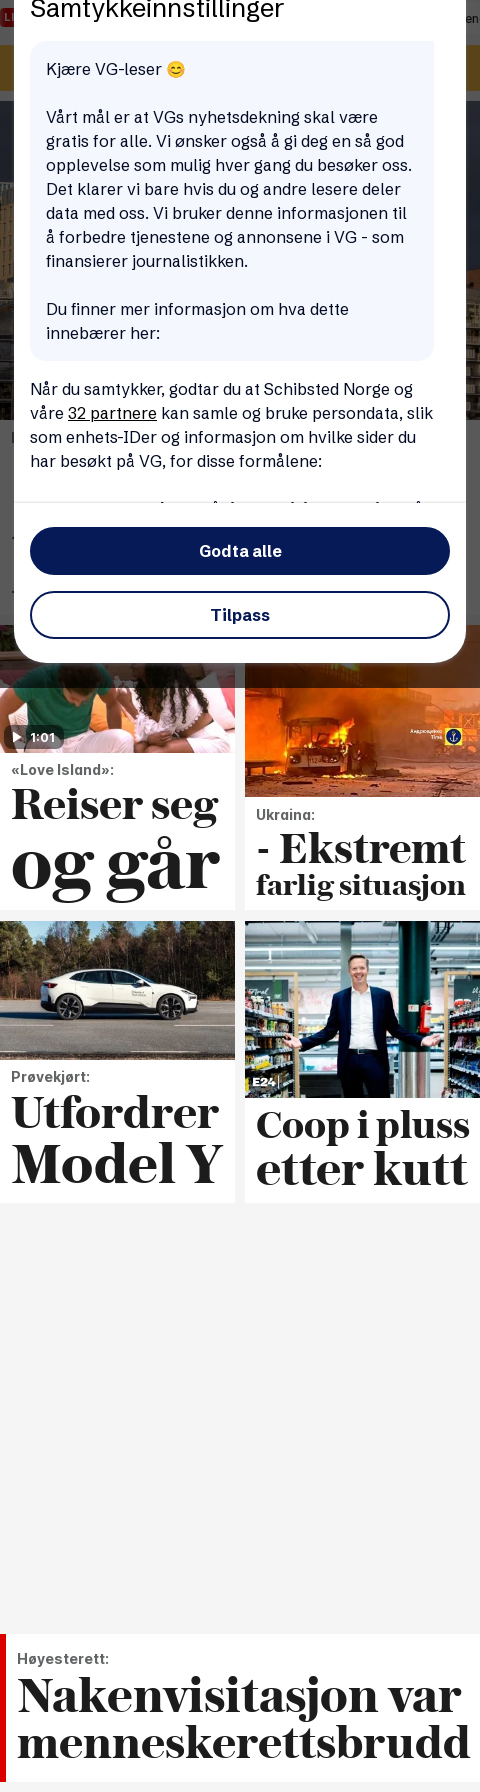 Samtykkeinnstillinger
Kjære VG-leser 😊
Vårt mål er at VGs nyhetsdekning skal være
gratis for alle. Vi ønsker også å gi deg en så god
opplevelse som mulig hver gang du besøker oss.
Det klarer vi bare hvis du og andre lesere deler
data med oss. Vi bruker denne informasjonen til
å forbedre tjenestene og annonsene i VG - som
finansierer journalistikken.
Du finner mer informasjon om hva dette
innebærer her:
Når du samtykker, godtar du at Schibsted Norge og
våre 32 partnere kan samle og bruke persondata, slik
som enhets-IDer og informasjon om hvilke sider du
har besøkt på VG, for disse formålene:
Godta alle
Tilpass
1:01
«Love Island»:
Reiser seg
og går
Ukraina:
- Ekstremt
farlig situasjon
Prøvekjørt:
Utfordrer
Model Y
E24
Coop i pluss
etter kutt
Høyesterett:
Nakenvisitasjon var
menneskerettsbrudd